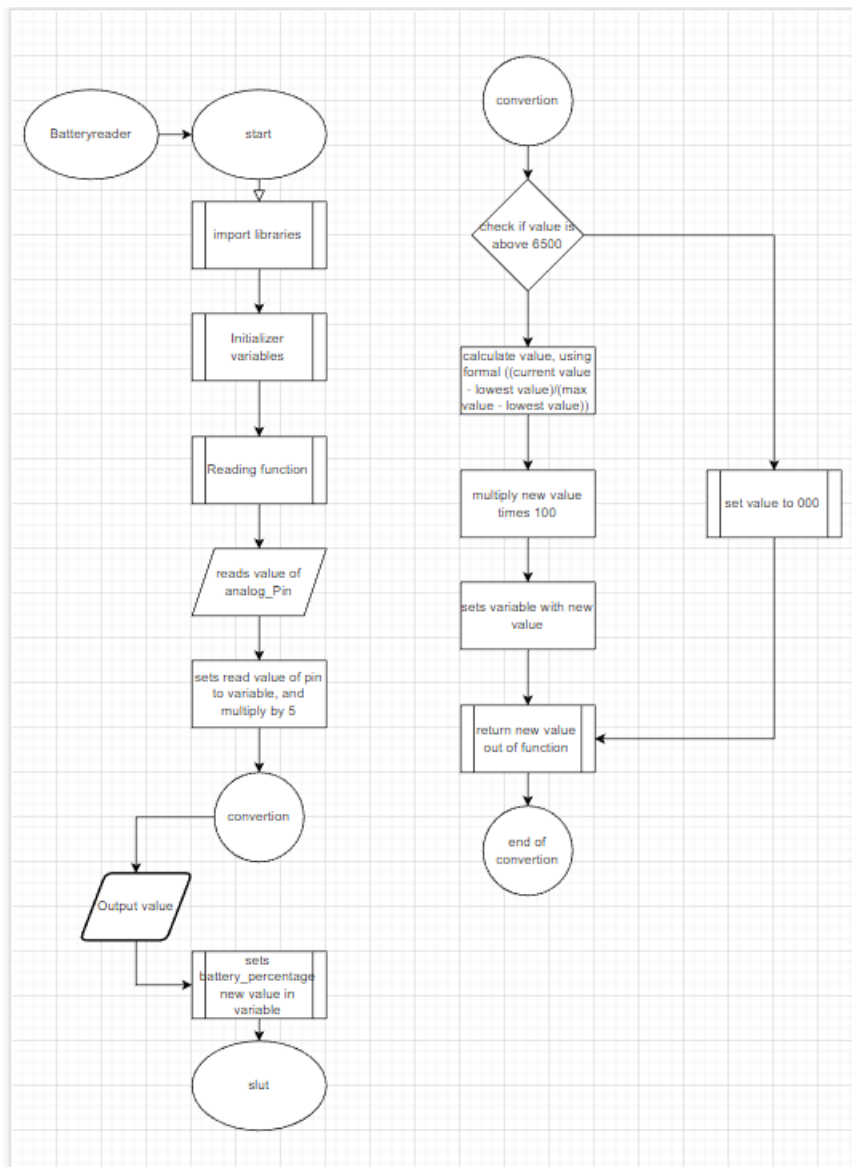 Batteryreader
start
import libraries
Initializer
variables
Reading function
reads value of
analog_Pin
sets read value of pin
to variable, and
multiply by 5
convertion
Output value
sets
battery_percentage
new value in
variable
slut
convertion
check if value is
above 6500
calculate value, using
formal ((current value
- lowest value)/(max
value - lowest value))
multiply new value
times 100
set value to 000
sets variable with new
value
return new value
out of function
end of
convertion